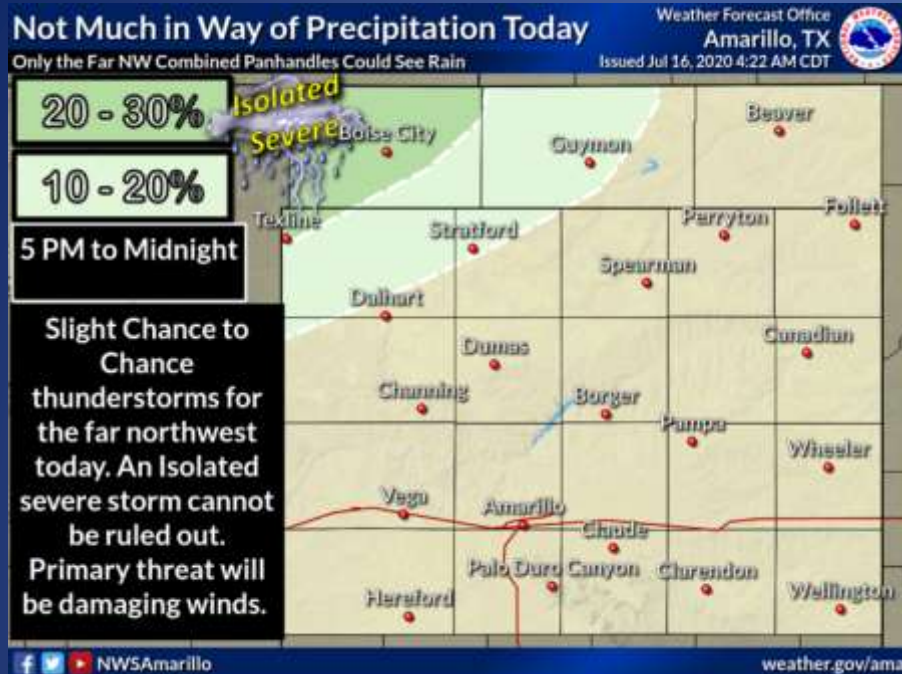 Not Much in Way of Precipitation Today
Only the Far NW Combined Panhandles Could See Rain
Weather Forecast Office
Amarillo, TX
Issued Jul 16, 2020 4:22 AM CDT
20 - 30%
10 - 20%
5 PM to Midnight
Slight Chance to
Chance
thunderstorms for
the far northwest
today. An Isolated
severe storm cannot
be ruled out.
Primary threat will
be damaging winds.
Isolated
Severe
Boise City
Guymon
Beaver
Texline
Stratford
Perryton
Follett
Spearman
Dalhart
Dumas
Canadian
Channing
Borger
Pampa
Wheeler
Vega
Amarillo
Claude
Palo Duro Canyon
Clarendon
Hereford
Wellington
NWSAmarillo
weather.gov/ama